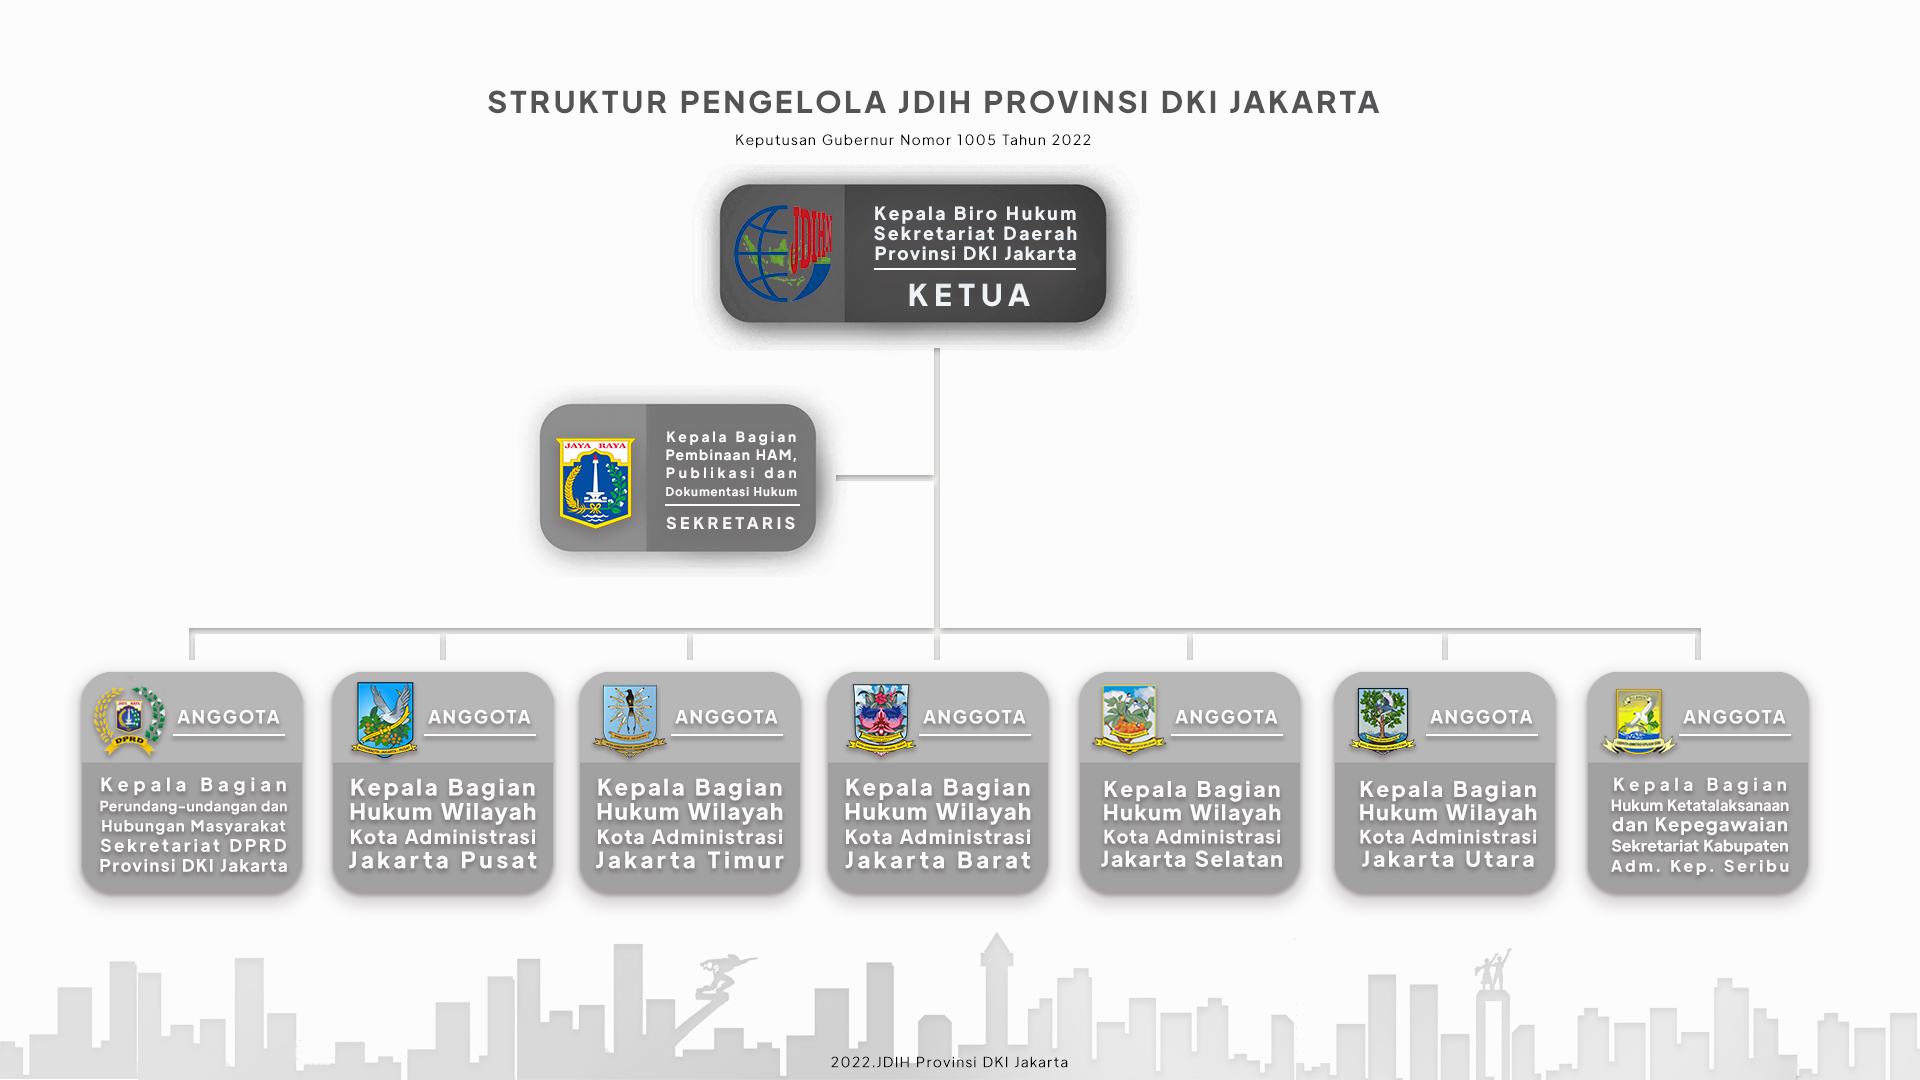 STRUKTUR PENGELOLA JDIH PROVINSI DKI JAKARTA
Keputusan Gubernur Nomor 1005 Tahun 2022
JDIHN
Kepala Biro Hukum
Sekretariat Daerah
Provinsi DKI Jakarta
KETUA
JAYA RAYA
Kepala Bagian
Pembinaan HAM,
Publikasi dan
Dokumentasi Hukum
SEKRETARIS
DPRD
ANGGOTA
Kepala Bagian
Perundang-undangan dan
Hubungan Masyarakat
Sekretariat DPRD
Provinsi DKI Jakarta
ANGGOTA
Kepala Bagian
Hukum Wilayah
Kota Administrasi
Jakarta Pusat
ANGGOTA
Kepala Bagian
Hukum Wilayah
Kota Administrasi
Jakarta Timur
ANGGOTA
Kepala Bagian
Hukum Wilayah
Kota Administrasi
Jakarta Barat
ANGGOTA
Kepala Bagian
Hukum Wilayah
Kota Administrasi
Jakarta Selatan
ANGGOTA
Kepala Bagian
Hukum Wilayah
Kota Administrasi
Jakarta Utara
ANGGOTA
Kepala Bagian
Hukum Ketatalaksanaan
dan Kepegawaian
Sekretariat Kabupaten
Adm. Kep. Seribu
2022.JDIH Provinsi DKI Jakarta